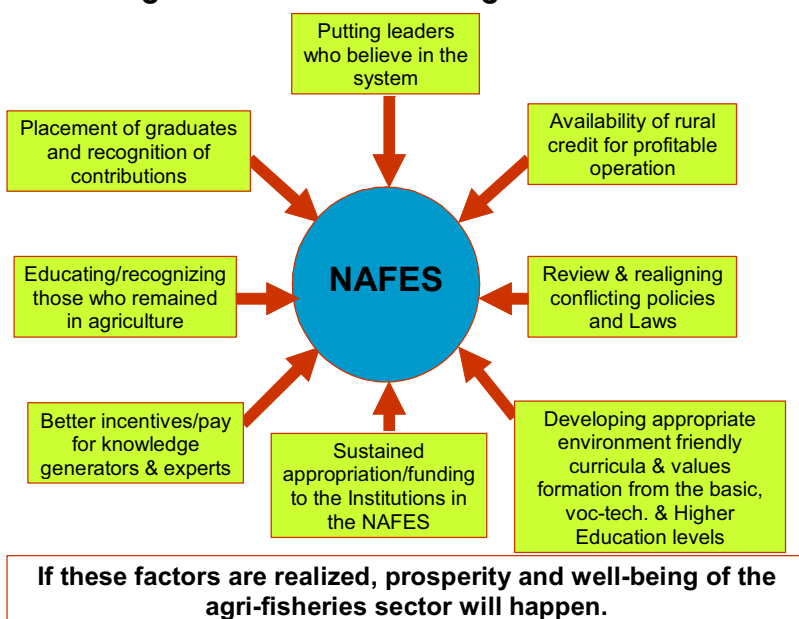 Putting leaders
who believe in the
system
Placement of graduates
and recognition of
contributions
Availability of rural
credit for profitable
operation
NAFES
Educating/recognizing
those who remained
in agriculture
Review & realigning
conflicting policies
and Laws
Better incentives/pay
for knowledge
generators & experts
Sustained
appropriation/funding
to the Institutions in
the NAFES
Developing appropriate
environment friendly
curricula & values
formation from the basic,
voc-tech. & Higher
Education levels
If these factors are realized, prosperity and well-being of the
agri-fisheries sector will happen.